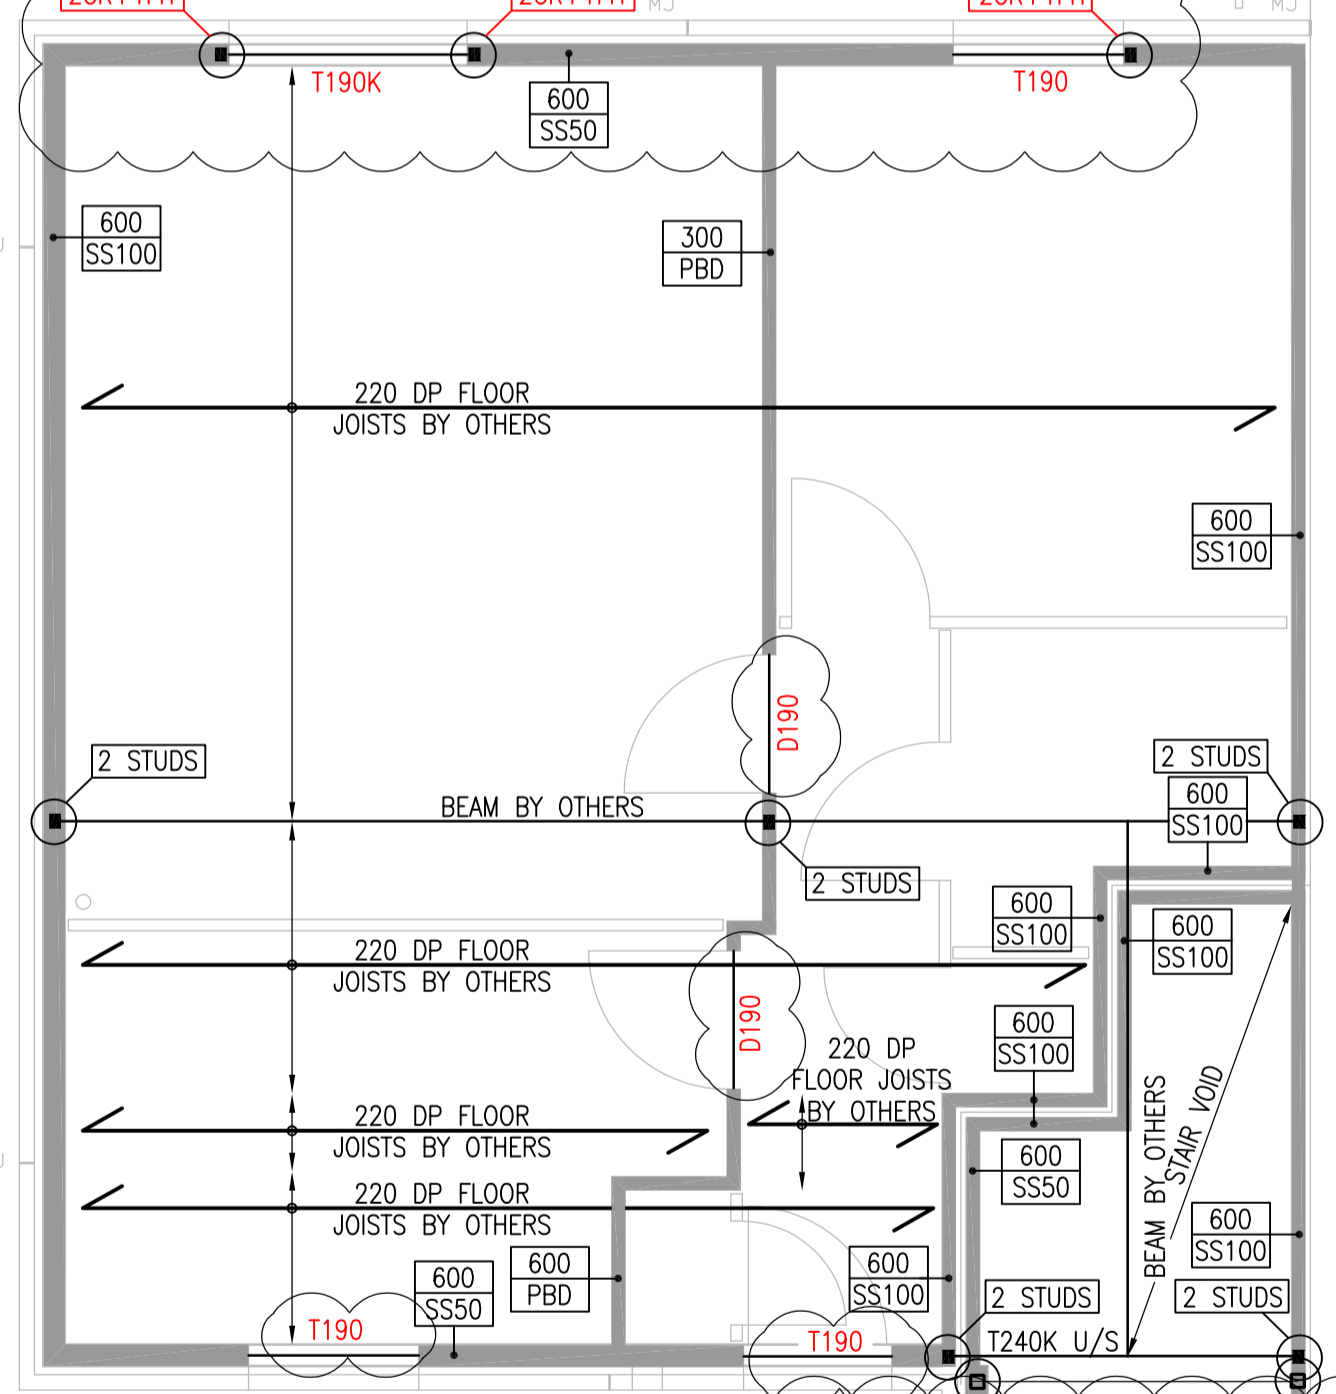 MJ
MJ
T190K
T190
600
SS50
600
SS100
300
PBD
220 DP FLOOR
JOISTS BY OTHERS
600
SS100
D190
2 STUDS
2 STUDS
BEAM BY OTHERS
600
SS100
2 STUDS
600
SS100
600
SS100
220 DP FLOOR
JOISTS BY OTHERS
D190
600
SS100
220 DP
FLOOR JOISTS
BY OTHERS
220 DP FLOOR
JOISTS BY OTHERS
BEAM BY OTHERS
STAIR VOID
600
SS50
220 DP FLOOR
JOISTS BY OTHERS
600
SS100
600
SS50
600
PBD
600
SS100
2 STUDS
2 STUDS
T190
T190
T240K U/S